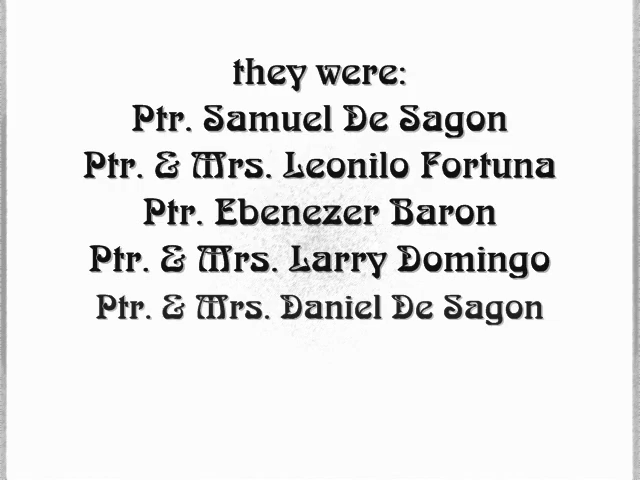 they were:
Ptr. Samuel De Sagon
Ptr. & Mrs. Leonilo Fortuna
Ptr. Ebenezer Baron
Ptr. & Mrs. Larry Domingo
Ptr. & Mrs. Daniel De Sagon